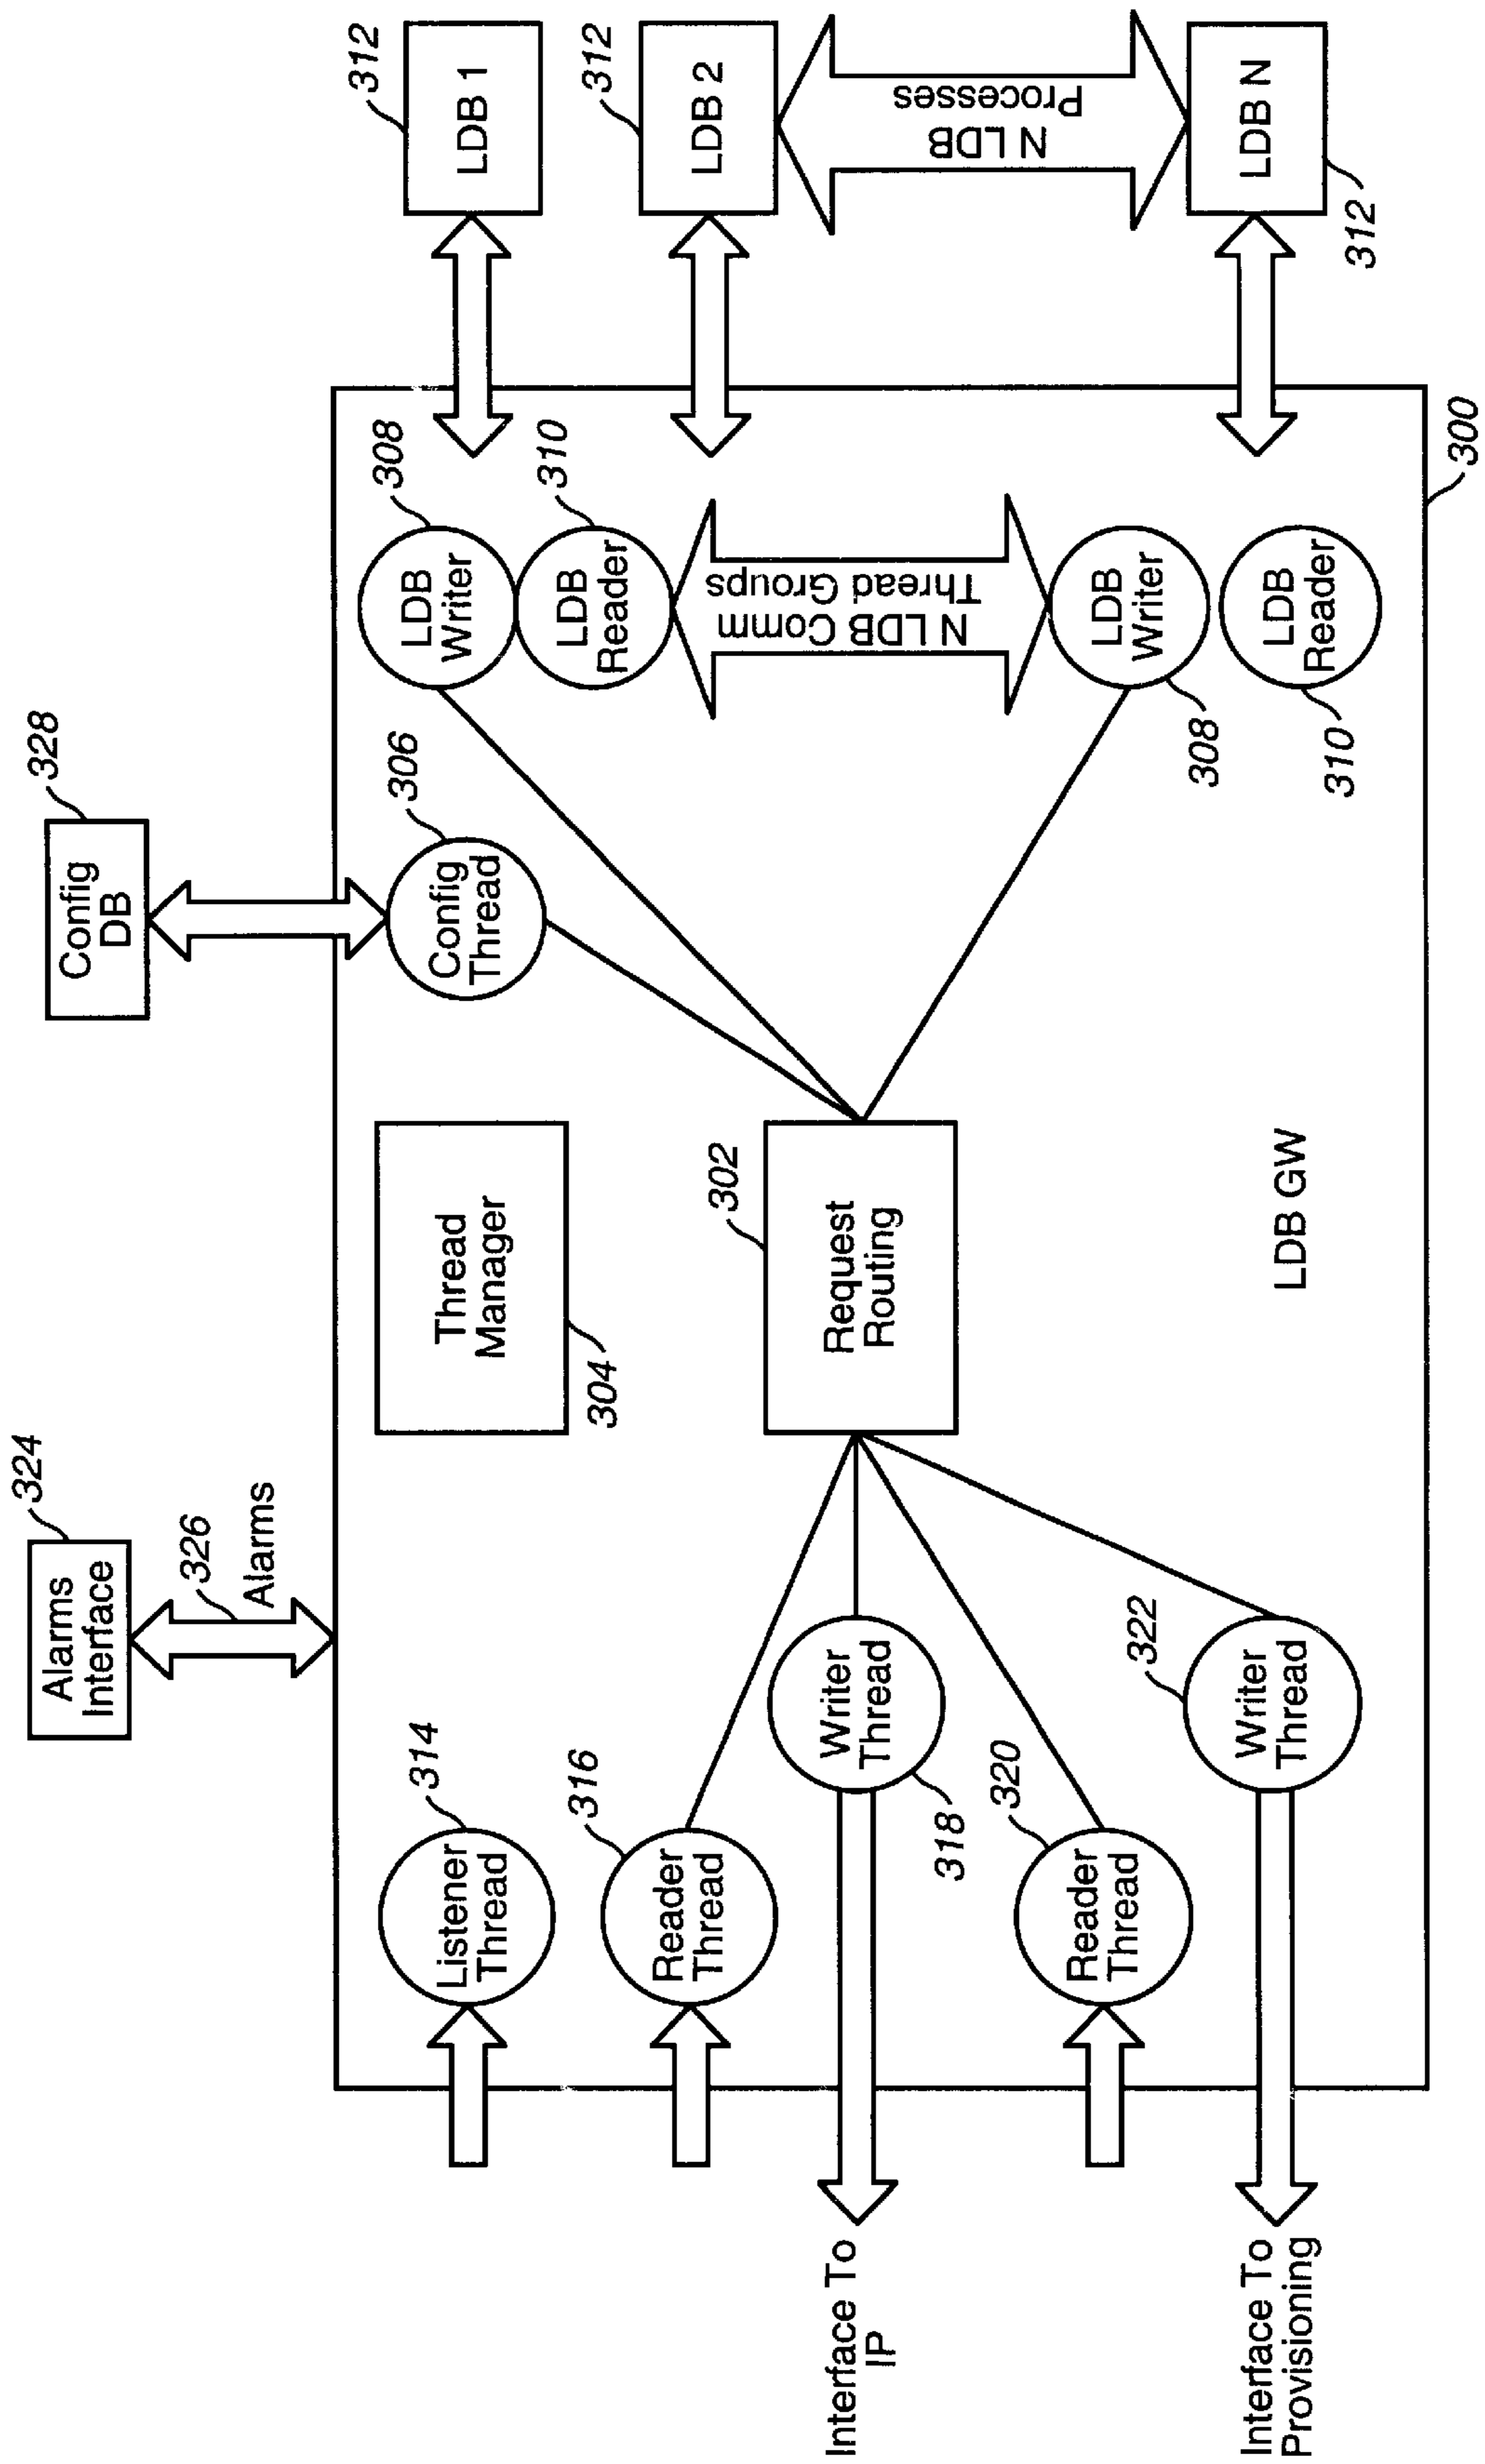 324
Alarms
Interface
326
Alarms
328
Config
DB
314
Listener
Thread
304
Thread
Manager
306
Config
Thread
308
LDB
Writer
312
LDB 1
316
Reader
Thread
310
LDB
Reader
312
LDB 2
302
Request
Routing
Writer
Thread
318
Interface To
IP
N LDB Comm
Thread Groups
N LDB
Processes
320
Reader
Thread
308
LDB
Writer
322
Writer
Thread
Interface To
Provisioning
LDB GW
310
LDB
Reader
LDB N
312
300